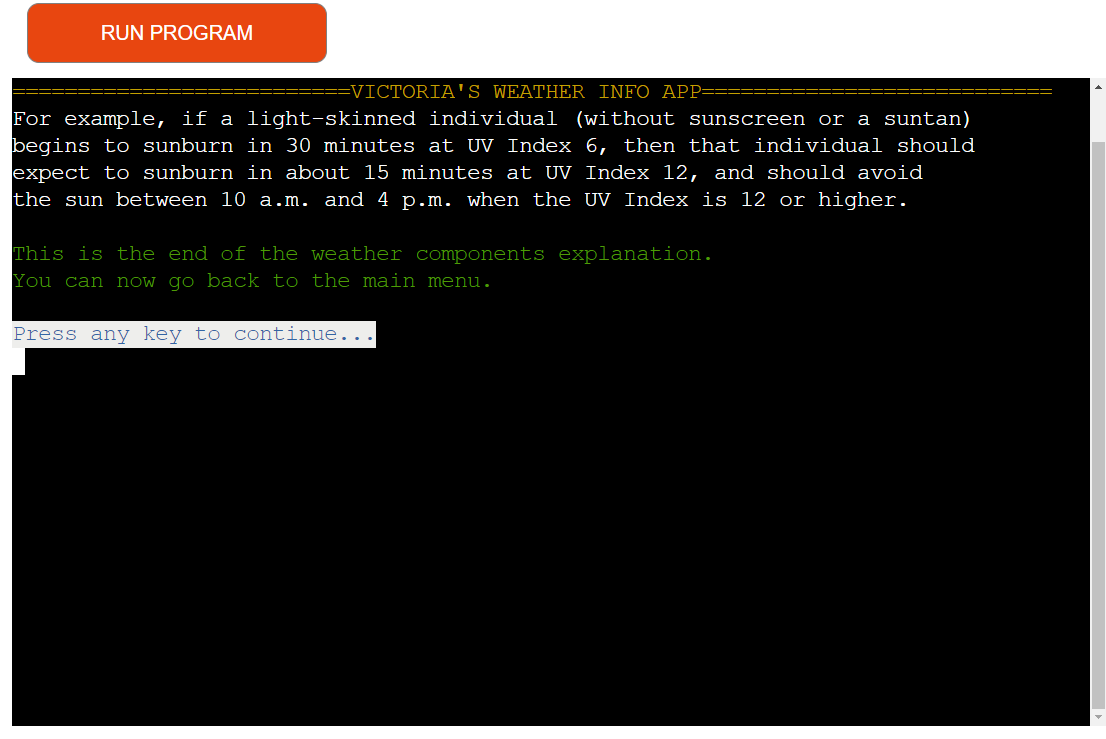 RUN PROGRAM
==========================VICTORIA'S WEATHER INFO APP===========================
For example, if a light-skinned individual (without sunscreen or a suntan)
begins to sunburn in 30 minutes at UV Index 6, then that individual should
expect to sunburn in about 15 minutes at UV Index 12, and should avoid
the sun between 10 a.m. and 4 p.m. when the UV Index is 12 or higher.
This is the end of the weather components explanation.
You can now go back to the main menu.
Press any key to continue...